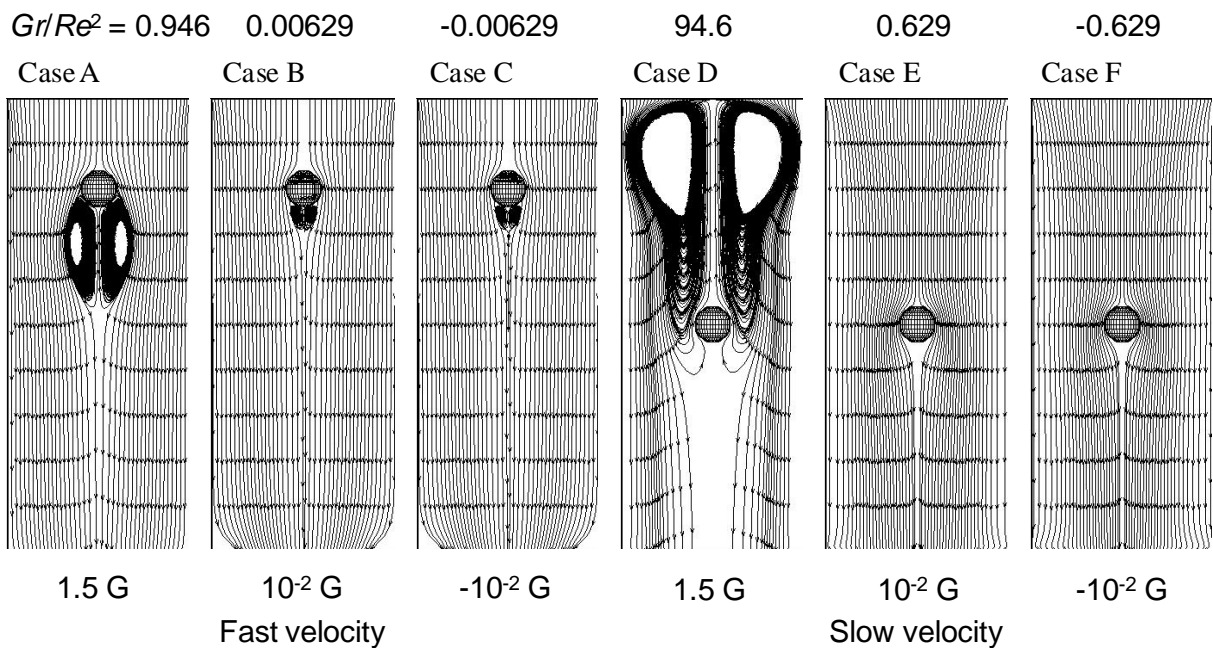 Gr/Re² = 0.946 0.00629 -0.00629 94.6 0.629 -0.629
Case A Case B Case C Case D Case E Case F
1.5 G 10⁻² G -10⁻² G 1.5 G 10⁻² G -10⁻² G
Fast velocity Slow velocity